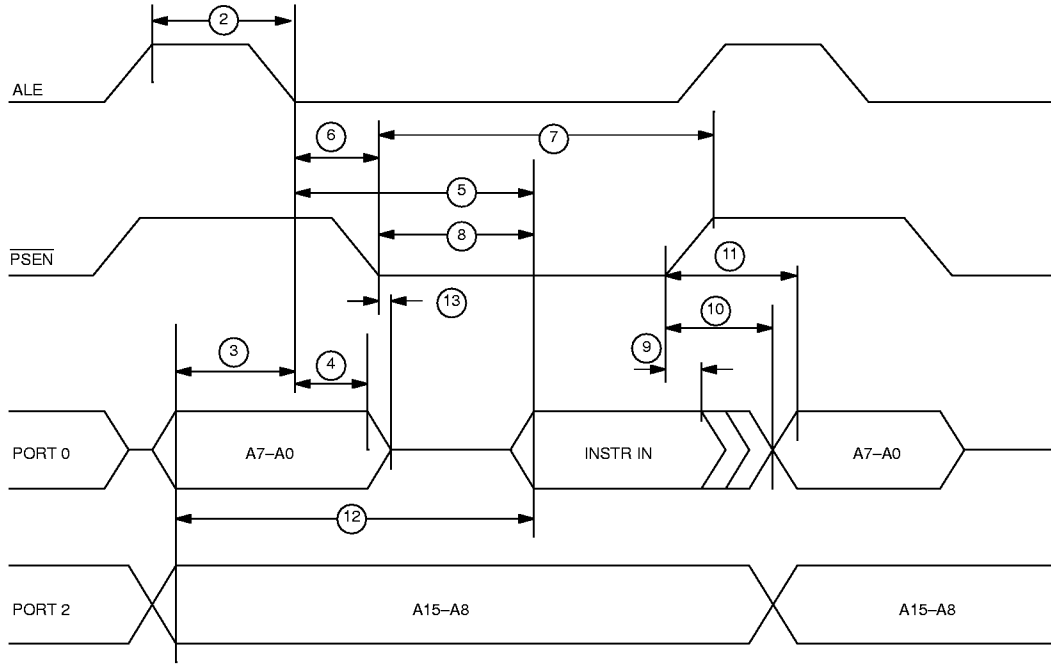 2
ALE
6
7
5
PSEN
8
11
13
10
3
4
9
PORT 0
A7–A0
INSTR IN
A7–A0
12
PORT 2
A15–A8
A15–A8